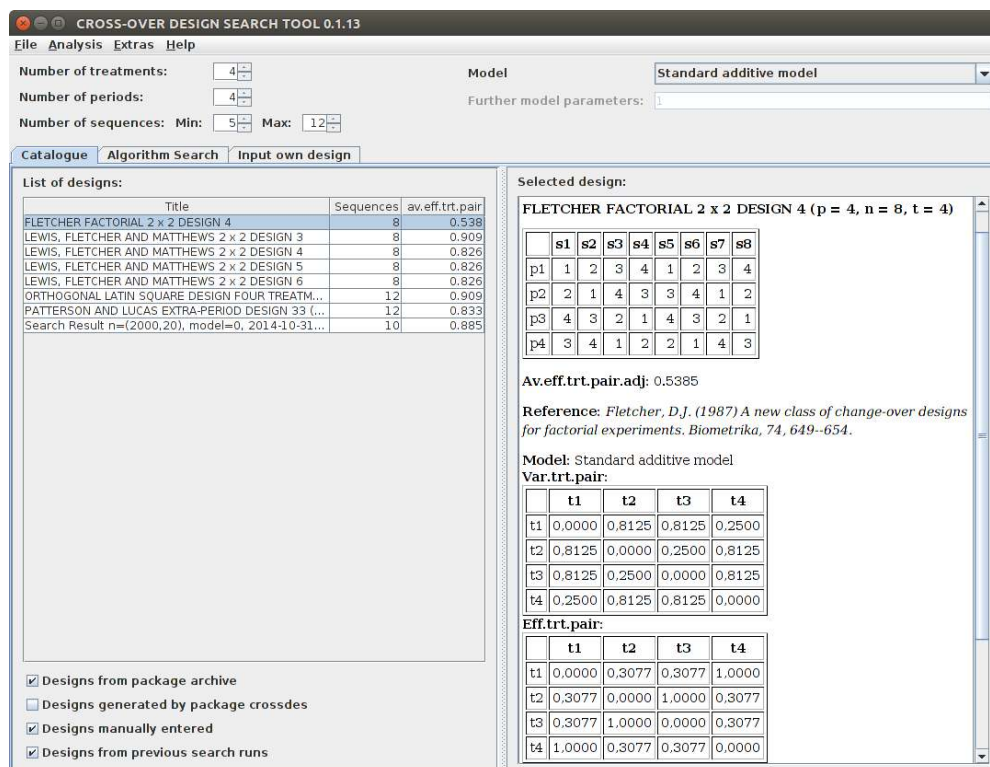 CROSS-OVER DESIGN SEARCH TOOL 0.1.13
File Analysis Extras Help
Number of treatments: 4
Number of periods: 4
Number of sequences: Min: 5 Max: 12
Model Standard additive model
Further model parameters: 1
Catalogue Algorithm Search Input own design
List of designs:
Title Sequences av.eff.trt.pair
FLETCHER FACTORIAL 2 x 2 DESIGN 4 8 0.538
LEWIS, FLETCHER AND MATTHEWS 2 x 2 DESIGN 3 8 0.909
LEWIS, FLETCHER AND MATTHEWS 2 x 2 DESIGN 4 8 0.826
LEWIS, FLETCHER AND MATTHEWS 2 x 2 DESIGN 5 8 0.826
LEWIS, FLETCHER AND MATTHEWS 2 x 2 DESIGN 6 8 0.826
ORTHOGONAL LATIN SQUARE DESIGN FOUR TREATM... 12 0.909
PATTERSON AND LUCAS EXTRA-PERIOD DESIGN 33 (... 12 0.833
Search Result n=(2000,20), model=0, 2014-10-31... 10 0.885
Designs from package archive
Designs generated by package crossdes
Designs manually entered
Designs from previous search runs
Selected design:
FLETCHER FACTORIAL 2 x 2 DESIGN 4 (p = 4, n = 8, t = 4)
s1 s2 s3 s4 s5 s6 s7 s8
p1 1 2 3 4 1 2 3 4
p2 2 1 4 3 3 4 1 2
p3 4 3 2 1 4 3 2 1
p4 3 4 1 2 2 1 4 3
Av.eff.trt.pair.adj: 0.5385
Reference: Fletcher, D.J. (1987) A new class of change-over designs
for factorial experiments. Biometrika, 74, 649--654.
Model: Standard additive model
Var.trt.pair:
t1 t2 t3 t4
t1 0,0000 0,8125 0,8125 0,2500
t2 0,8125 0,0000 0,2500 0,8125
t3 0,8125 0,2500 0,0000 0,8125
t4 0,2500 0,8125 0,8125 0,0000
Eff.trt.pair:
t1 t2 t3 t4
t1 0,0000 0,3077 0,3077 1,0000
t2 0,3077 0,0000 1,0000 0,3077
t3 0,3077 1,0000 0,0000 0,3077
t4 1,0000 0,3077 0,3077 0,0000